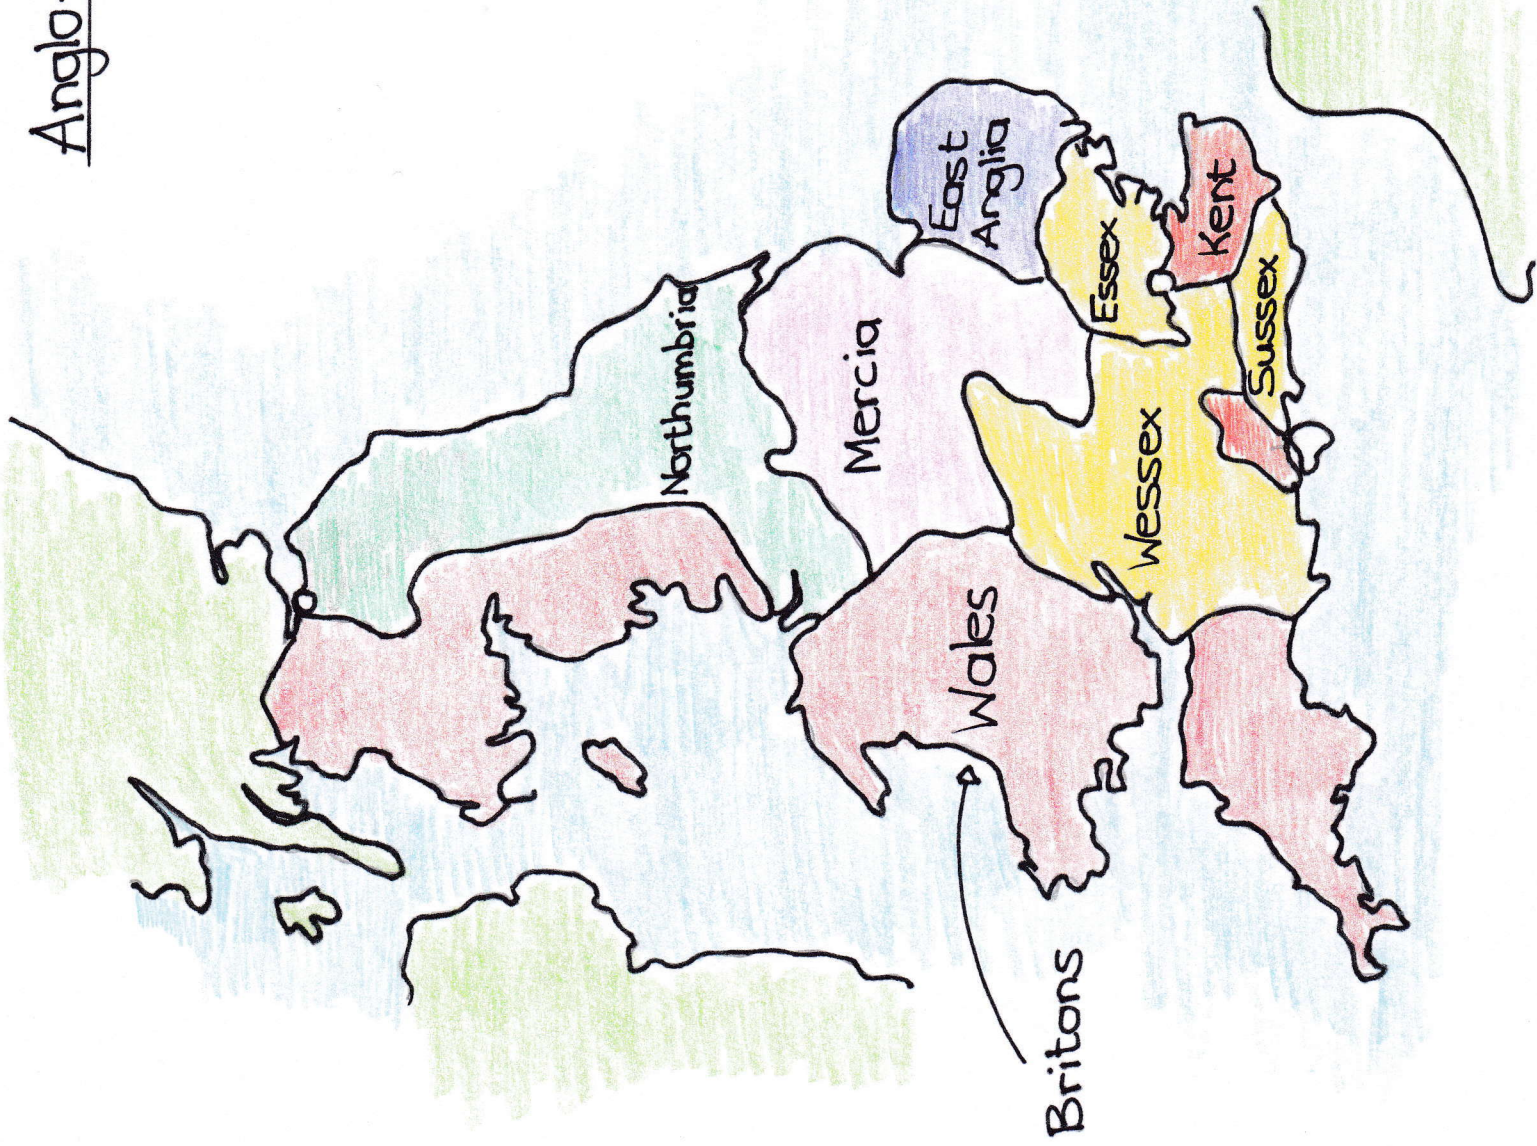 Anglo-
Northumbria
Mercia
East
Anglia
Essex
Wessex
Kent
Sussex
Wales
Britons